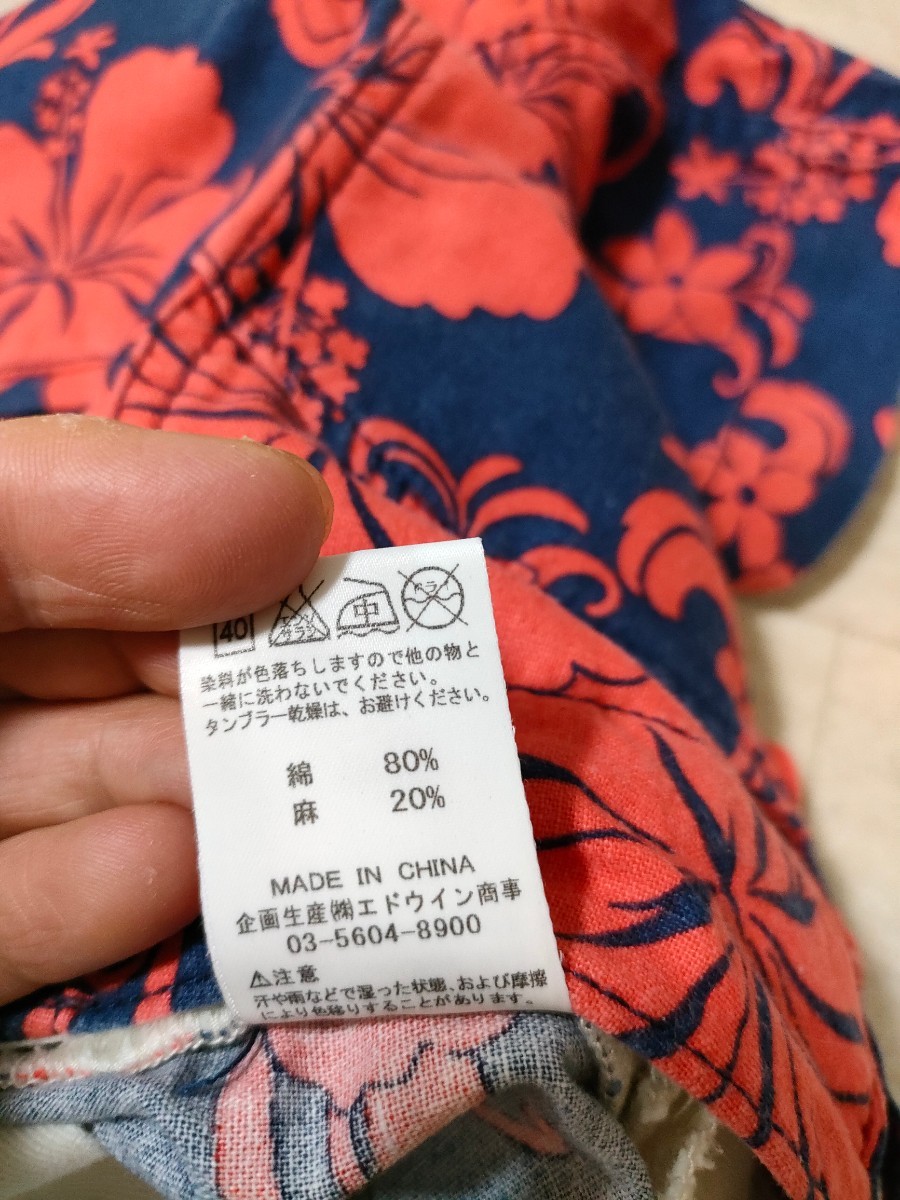 40 エンソサラシ 中 ドライ
染料が色落ちしますので他の物と
一緒に洗わないでください。
タンブラー乾燥は、お避けください。
綿 80%
麻 20%
MADE IN CHINA
企画生産㈱エドウイン商事
03-5604-8900
⚠注意
汗や雨などで湿った状態、および摩擦
により色移りすることがあります。